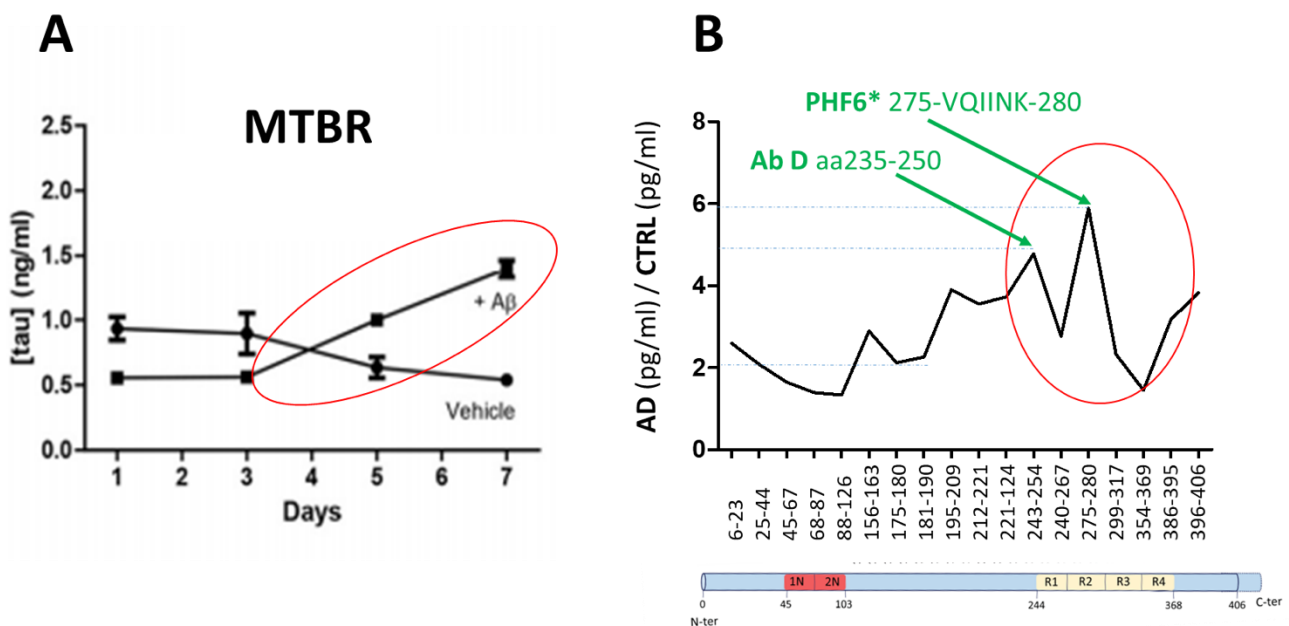 A
MTBR
2.5
2.0
1.5
1.0
0.5
0.0
[tau] (ng/ml)
+ Aβ
Vehicle
1 2 3 4 5 6 7
Days
B
PHF6* 275-VQIINK-280
Ab D aa235-250
8
6
4
2
0
AD (pg/ml) / CTRL (pg/ml)
6-23
25-44
45-67
68-87
88-126
156-163
175-180
181-190
195-209
212-221
221-124
243-254
240-267
275-280
299-317
354-369
386-395
396-406
1N 2N R1 R2 R3 R4
0 45 103 244 368 406 C-ter
N-ter